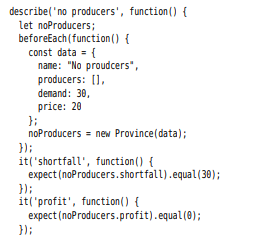 describe('no producers', function() {
  let noProducers;
  beforeEach(function() {
    const data = {
      name: "No proudcers",
      producers: [],
      demand: 30,
      price: 20
    };
    noProducers = new Province(data);
  });
  it('shortfall', function() {
    expect(noProducers.shortfall).equal(30);
  });
  it('profit', function() {
    expect(noProducers.profit).equal(0);
  });